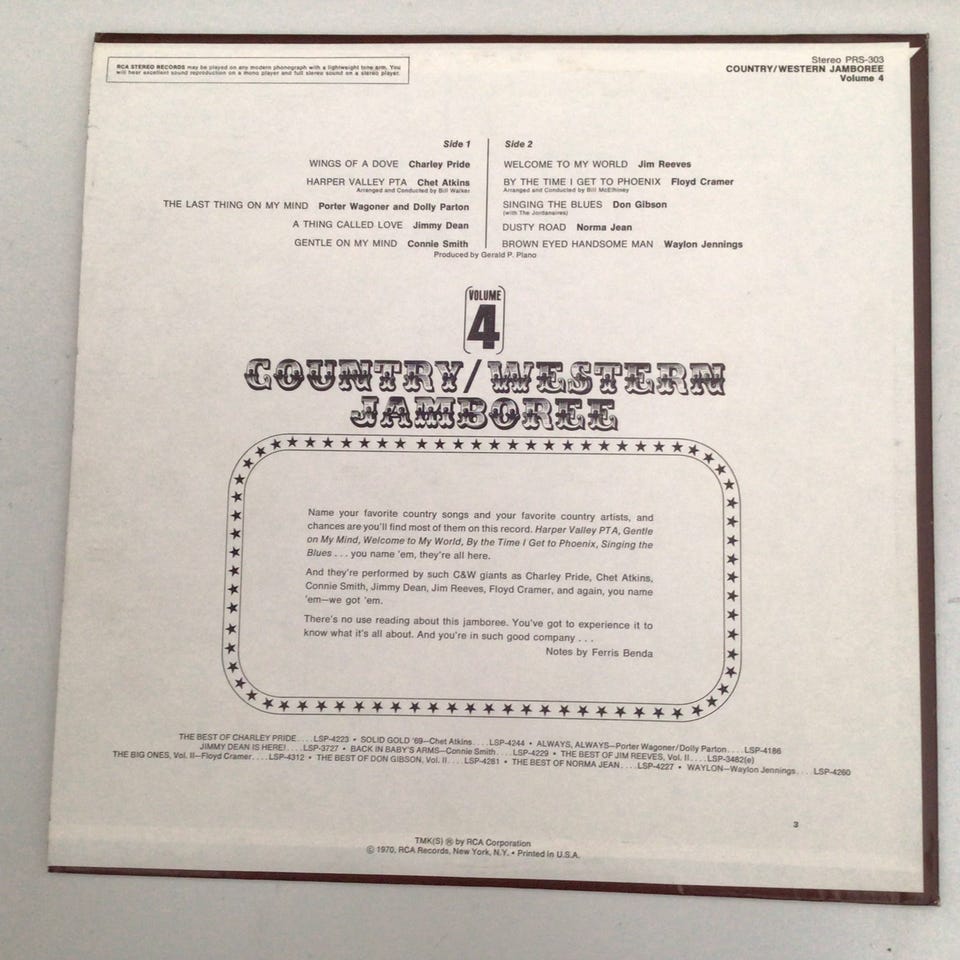 RCA STEREO RECORDS may be played on any modern phonograph with a lightweight tone arm. You
will hear excellent sound reproduction on a mono player and full stereo sound on a stereo player.
Stereo PRS-303
COUNTRY/WESTERN JAMBOREE
Volume 4
Side 1
WINGS OF A DOVE Charley Pride
HARPER VALLEY PTA Chet Atkins
Arranged and Conducted by Bill Walker
THE LAST THING ON MY MIND Porter Wagoner and Dolly Parton
A THING CALLED LOVE Jimmy Dean
GENTLE ON MY MIND Connie Smith
Side 2
WELCOME TO MY WORLD Jim Reeves
BY THE TIME I GET TO PHOENIX Floyd Cramer
Arranged and Conducted by Bill McElhiney
SINGING THE BLUES Don Gibson
(with The Jordanaires)
DUSTY ROAD Norma Jean
BROWN EYED HANDSOME MAN Waylon Jennings
Produced by Gerald P. Plano
VOLUME
4
COUNTRY/WESTERN
JAMBOREE
Name your favorite country songs and your favorite country artists, and
chances are you'll find most of them on this record. Harper Valley PTA, Gentle
on My Mind, Welcome to My World, By the Time I Get to Phoenix, Singing the
Blues . . . you name 'em, they're all here.
And they're performed by such C&W giants as Charley Pride, Chet Atkins,
Connie Smith, Jimmy Dean, Jim Reeves, Floyd Cramer, and again, you name
'em—we got 'em.
There's no use reading about this jamboree. You've got to experience it to
know what it's all about. And you're in such good company . . .
Notes by Ferris Benda
THE BEST OF CHARLEY PRIDE. . . .LSP-4223 • SOLID GOLD '69—Chet Atkins. . . .LSP-4244 • ALWAYS, ALWAYS—Porter Wagoner/Dolly Parton. . . .LSP-4186
JIMMY DEAN IS HERE!. . . .LSP-3727 • BACK IN BABY'S ARMS—Connie Smith. . . .LSP-4229 • THE BEST OF JIM REEVES, Vol. II. . . .LSP-3482(e)
THE BIG ONES, Vol. II—Floyd Cramer. . . .LSP-4312 • THE BEST OF DON GIBSON, Vol. II. . . .LSP-4281 • THE BEST OF NORMA JEAN. . . .LSP-4227 • WAYLON—Waylon Jennings. . . .LSP-4260
3
TMK(S) ® by RCA Corporation
© 1970, RCA Records, New York, N.Y. • Printed in U.S.A.